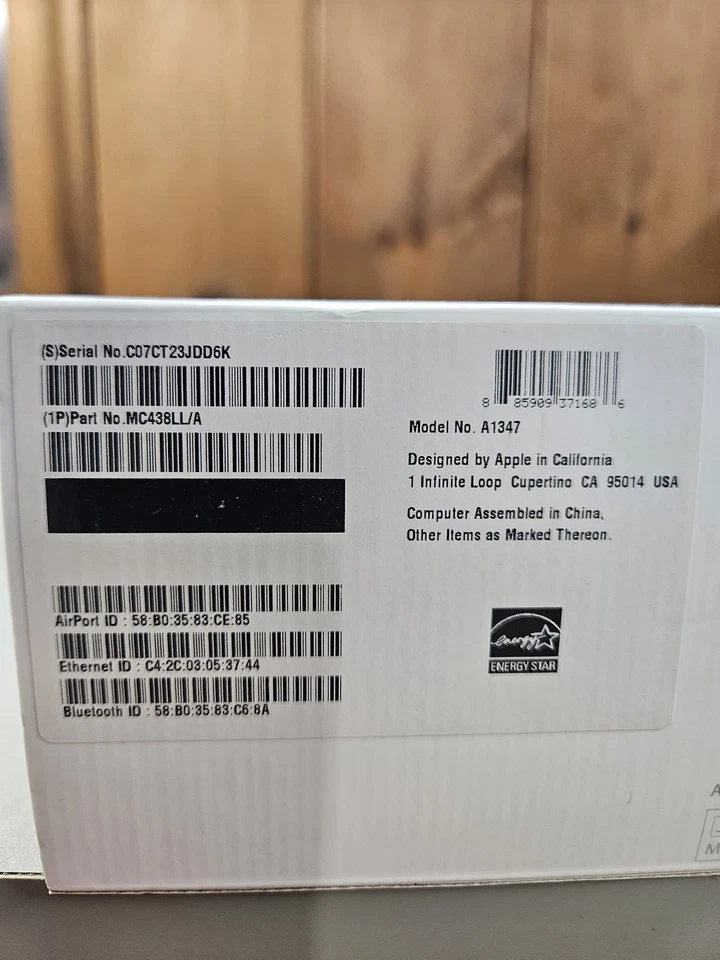 (S)Serial No.C07CT23JDD6K
(1P)Part No.MC438LL/A
AirPort ID : 58:B0:35:83:CE:85
Ethernet ID : C4:2C:03:05:37:44
Bluetooth ID : 58:B0:35:83:C6:8A
8 85909 37168 6
Model No. A1347
Designed by Apple in California
1 Infinite Loop Cupertino CA 95014 USA
Computer Assembled in China,
Other Items as Marked Thereon.
energy
ENERGY STAR